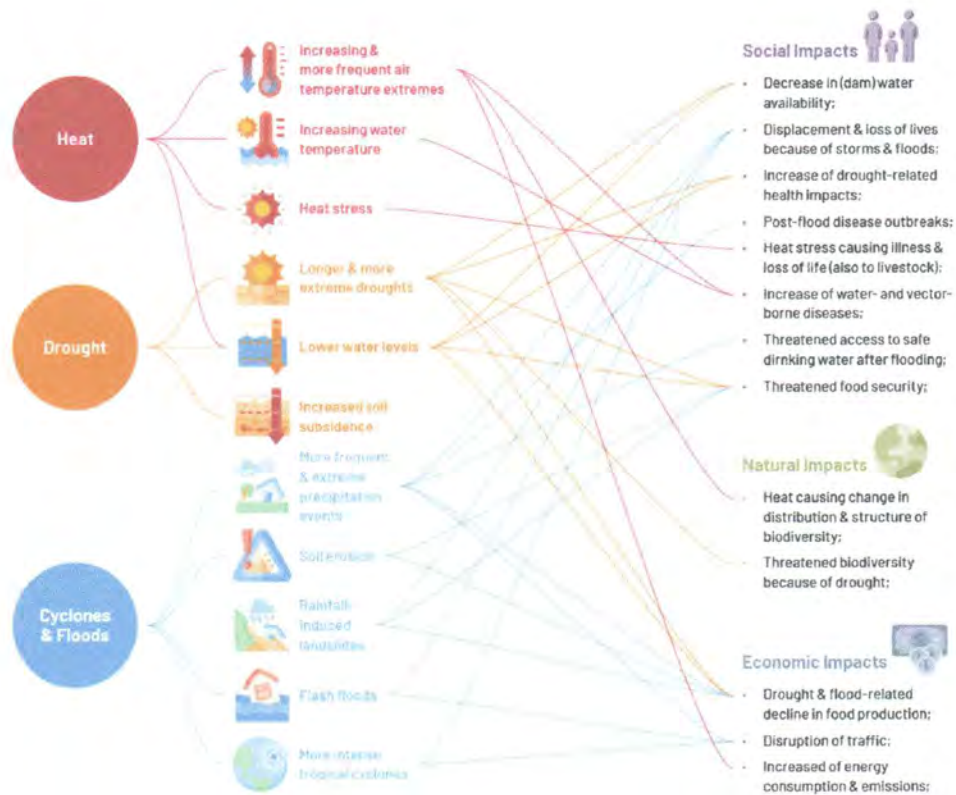 Heat
Increasing &
more frequent air
temperature extremes
Increasing water
temperature
Heat stress
Drought
Longer & more
extreme droughts
Lower water levels
Increased soil
subsidence
Cyclones
& Floods
More frequent
& extreme
precipitation
events
Soil erosion
Rainfall-
induced
landslides
Flash floods
More intense
tropical cyclones
Social Impacts
• Decrease in (dam) water
availability;
• Displacement & loss of lives
because of storms & floods;
• Increase of drought-related
health impacts;
• Post-flood disease outbreaks;
• Heat stress causing illness &
loss of life (also to livestock);
• Increase of water- and vector-
borne diseases;
• Threatened access to safe
dirnking water after flooding;
• Threatened food security;
Natural Impacts
• Heat causing change in
distribution & structure of
biodiversity;
• Threatened biodiversity
because of drought;
Economic Impacts
• Drought & flood-related
decline in food production;
• Disruption of traffic;
• Increased of energy
consumption & emissions;